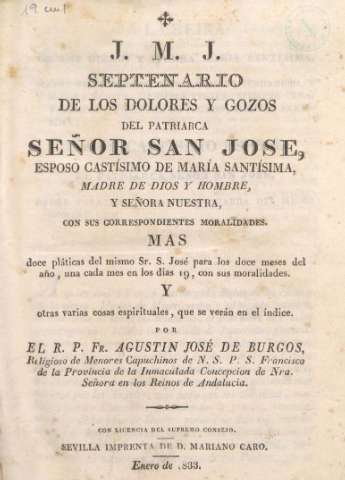 19 cm
J. M. J.
SEPTENARIO
DE LOS DOLORES Y GOZOS
DEL PATRIARCA
SEÑOR SAN JOSE,
ESPOSO CASTÍSIMO DE MARÍA SANTÍSIMA,
MADRE DE DIOS Y HOMBRE,
Y SEÑORA NUESTRA,
CON SUS CORRESPONDIENTES MORALIDADES.
MAS
doce pláticas del mismo Sr. S. José para los doce meses del
año, una cada mes en los dias 19, con sus moralidades.
Y
otras varias cosas espirituales, que se verán en el índice.
POR
EL R. P. FR. AGUSTIN JOSÉ DE BURGOS,
Religioso de Menores Capuchinos de N. S. P. S. Francisco
de la Provincia de la Inmaculada Concepcion de Nra.
Señora en los Reinos de Andalucia.
CON LICENCIA DEL SUPREMO CONSEJO.
SEVILLA IMPRENTA DE D. MARIANO CARO.
Enero de 1833.